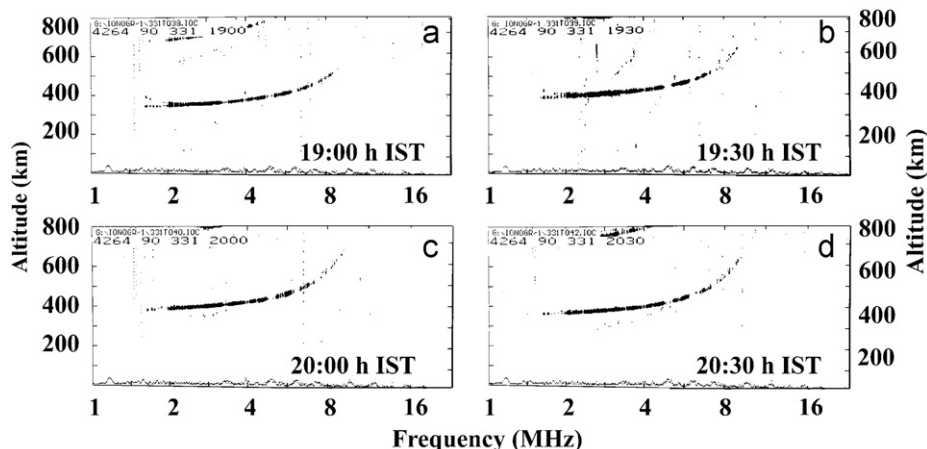 G:\IONOGR-1\331T038.IOC
4264 90 331 1900
a
19:00 h IST
G:\IONOGR-1\331T039.IOC
4264 90 331 1930
b
19:30 h IST
G:\IONOGR-1\331T040.IOC
4264 90 331 2000
c
20:00 h IST
G:\IONOGR-1\331T042.IOC
4264 90 331 2030
d
20:30 h IST
800
600
400
200
800
600
400
200
800
600
400
200
800
600
400
200
1 2 4 8 16
1 2 4 8 16
1 2 4 8 16
1 2 4 8 16
Altitude (km)
Altitude (km)
Frequency (MHz)